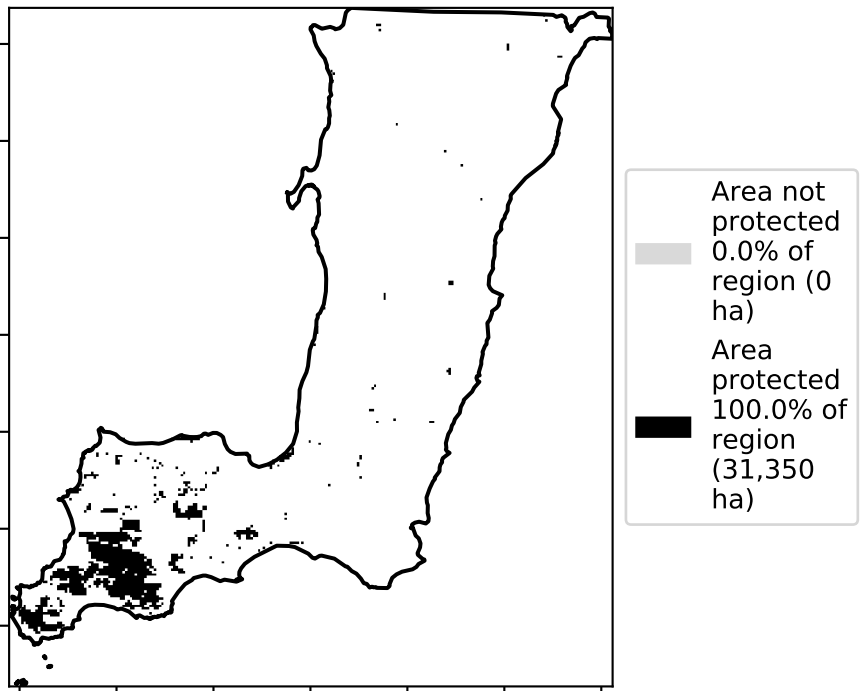 Area not
protected
0.0% of
region (0
ha)
Area
protected
100.0% of
region
(31,350
ha)